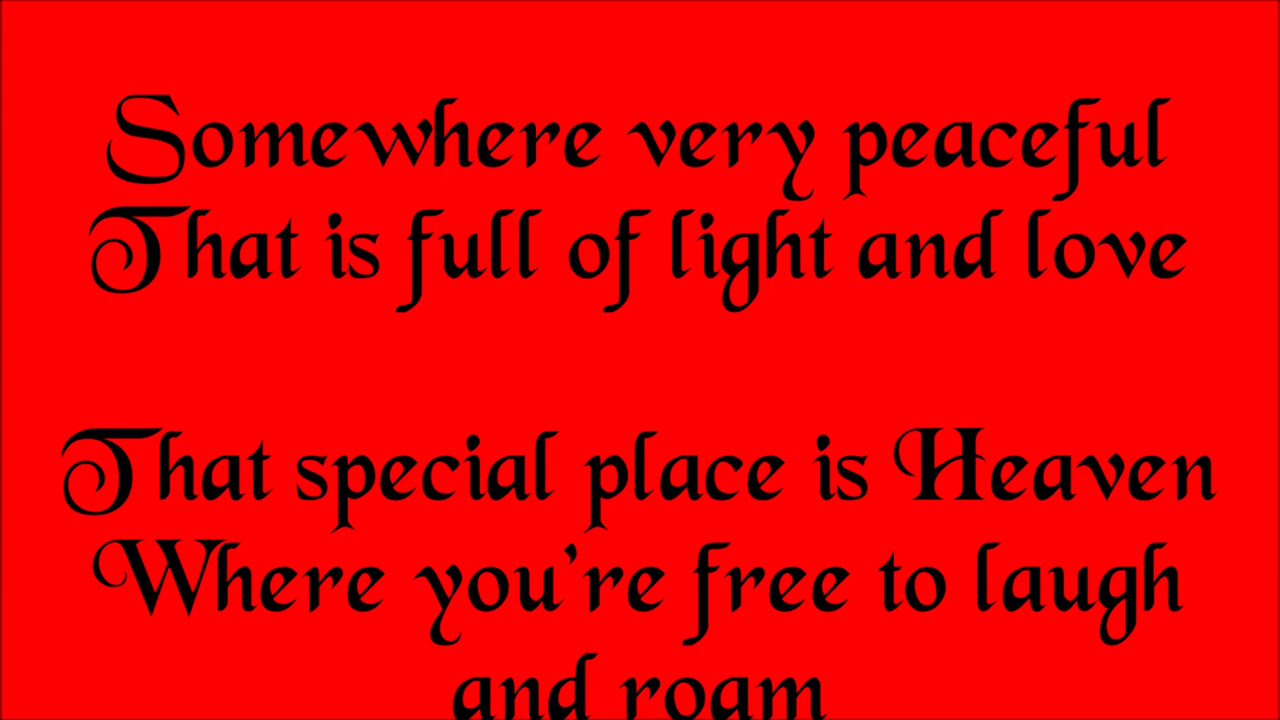 Somewhere very peaceful
That is full of light and love
That special place is Heaven
Where you're free to laugh
and roam